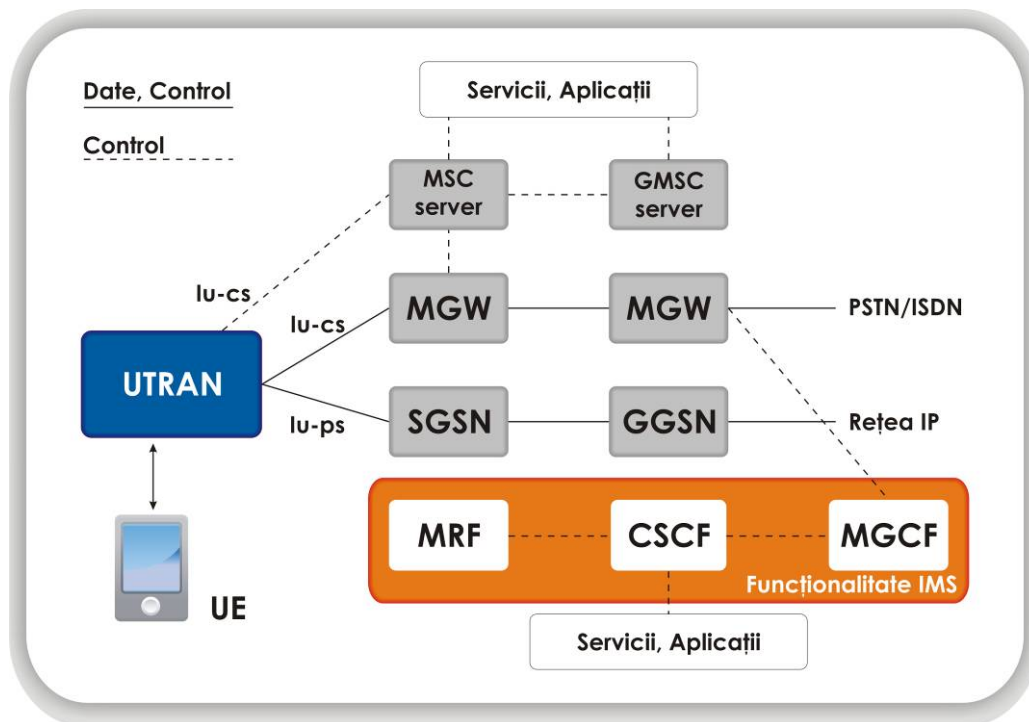 Date, Control
Control
Servicii, Aplicații
MSC
server
GMSC
server
Iu-cs
Iu-cs
MGW
MGW
PSTN/ISDN
UTRAN
Iu-ps
SGSN
GGSN
Rețea IP
MRF
CSCF
MGCF
Funcționalitate IMS
UE
Servicii, Aplicații